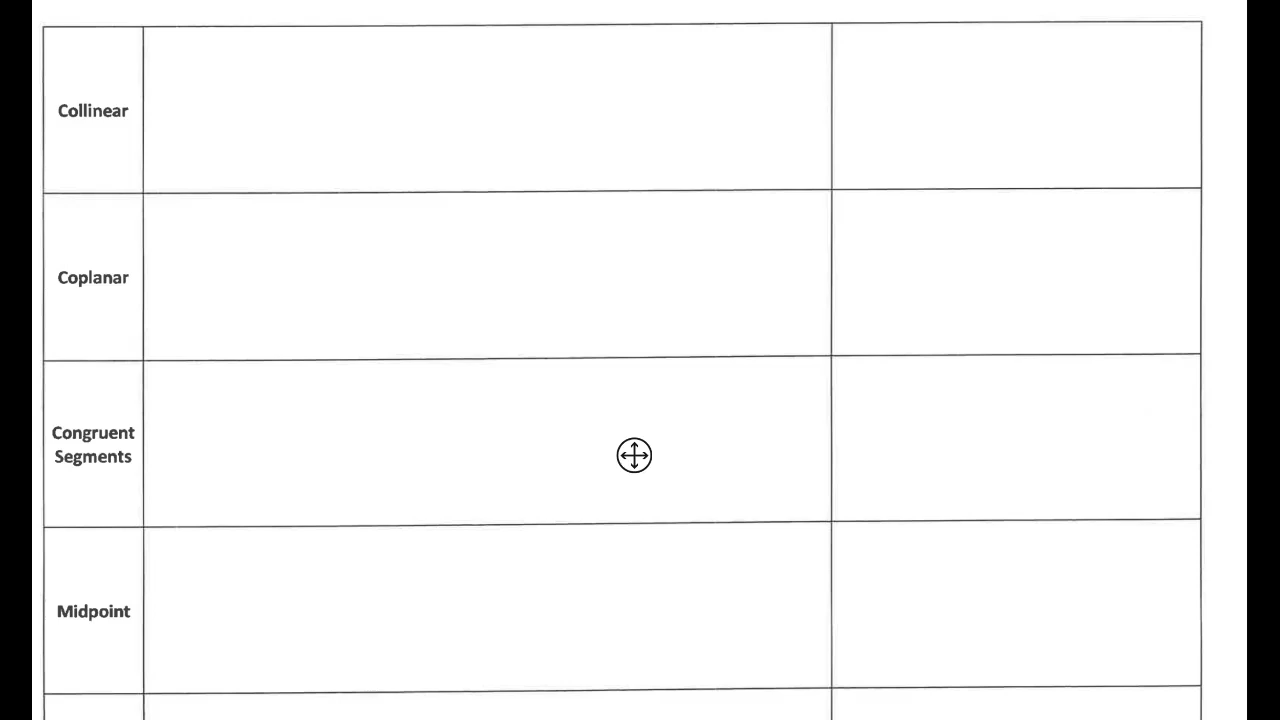 Collinear
Coplanar
Congruent
Segments
Midpoint